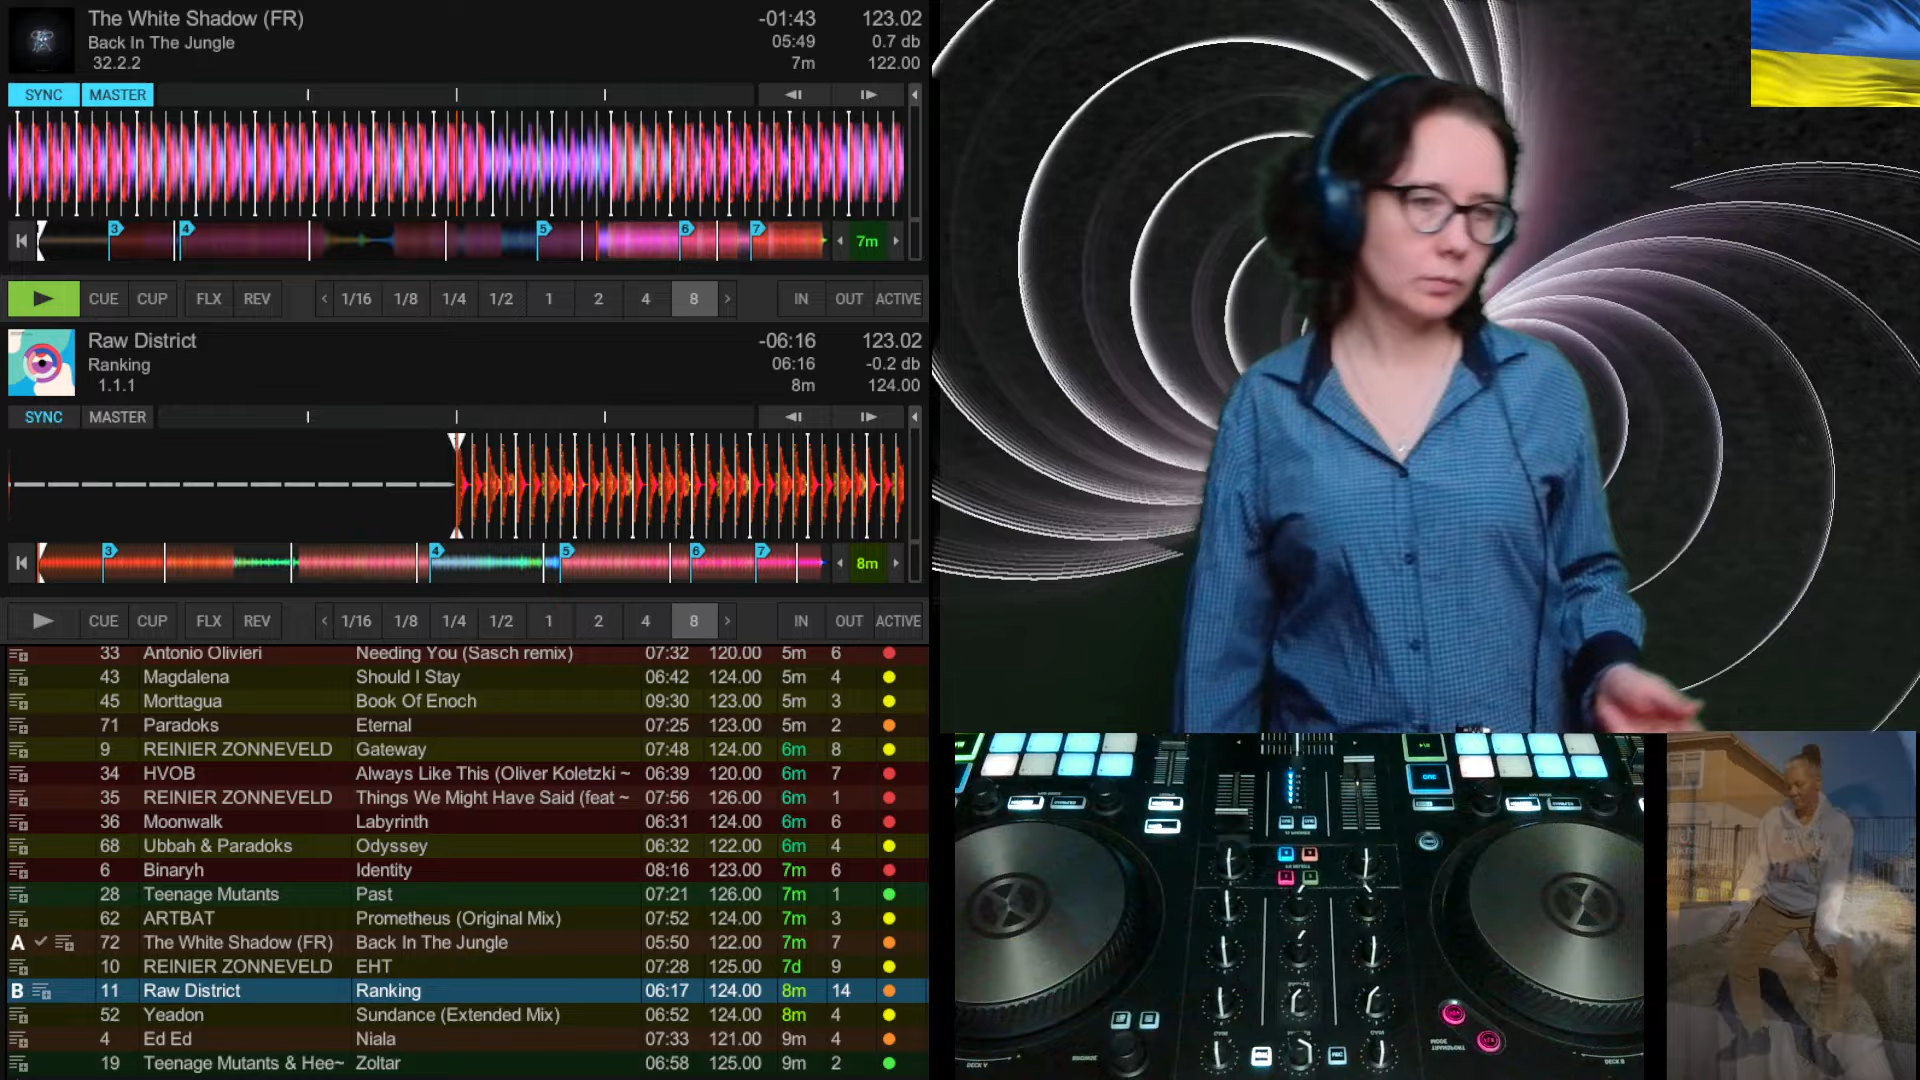 The White Shadow (FR) -01:43 123.02
Back In The Jungle 05:49 0.7 db
32.2.2 7m 122.00
SYNC MASTER
3 4 5 6 7 7m
CUE CUP FLX REV 1/16 1/8 1/4 1/2 1 2 4 8 IN OUT ACTIVE
Raw District -06:16 123.02
Ranking 06:16 -0.2 db
1.1.1 8m 124.00
SYNC MASTER
3 4 5 6 7 8m
CUE CUP FLX REV 1/16 1/8 1/4 1/2 1 2 4 8 IN OUT ACTIVE
33 Antonio Olivieri Needing You (Sasch remix) 07:32 120.00 5m 6
43 Magdalena Should I Stay 06:42 124.00 5m 4
45 Morttagua Book Of Enoch 09:30 123.00 5m 3
71 Paradoks Eternal 07:25 123.00 5m 2
9 REINIER ZONNEVELD Gateway 07:48 124.00 6m 8
34 HVOB Always Like This (Oliver Koletzki ~ 06:39 120.00 6m 7
35 REINIER ZONNEVELD Things We Might Have Said (feat ~ 07:56 126.00 6m 1
36 Moonwalk Labyrinth 06:31 124.00 6m 6
68 Ubbah & Paradoks Odyssey 06:32 122.00 6m 4
6 Binaryh Identity 08:16 123.00 7m 6
28 Teenage Mutants Past 07:21 126.00 7m 1
62 ARTBAT Prometheus (Original Mix) 07:52 124.00 7m 3
A 72 The White Shadow (FR) Back In The Jungle 05:50 122.00 7m 7
10 REINIER ZONNEVELD EHT 07:28 125.00 7d 9
B 11 Raw District Ranking 06:17 124.00 8m 14
52 Yeadon Sundance (Extended Mix) 06:52 124.00 8m 4
4 Ed Ed Niala 07:33 121.00 9m 4
19 Teenage Mutants & Hee~ Zoltar 06:58 125.00 9m 2